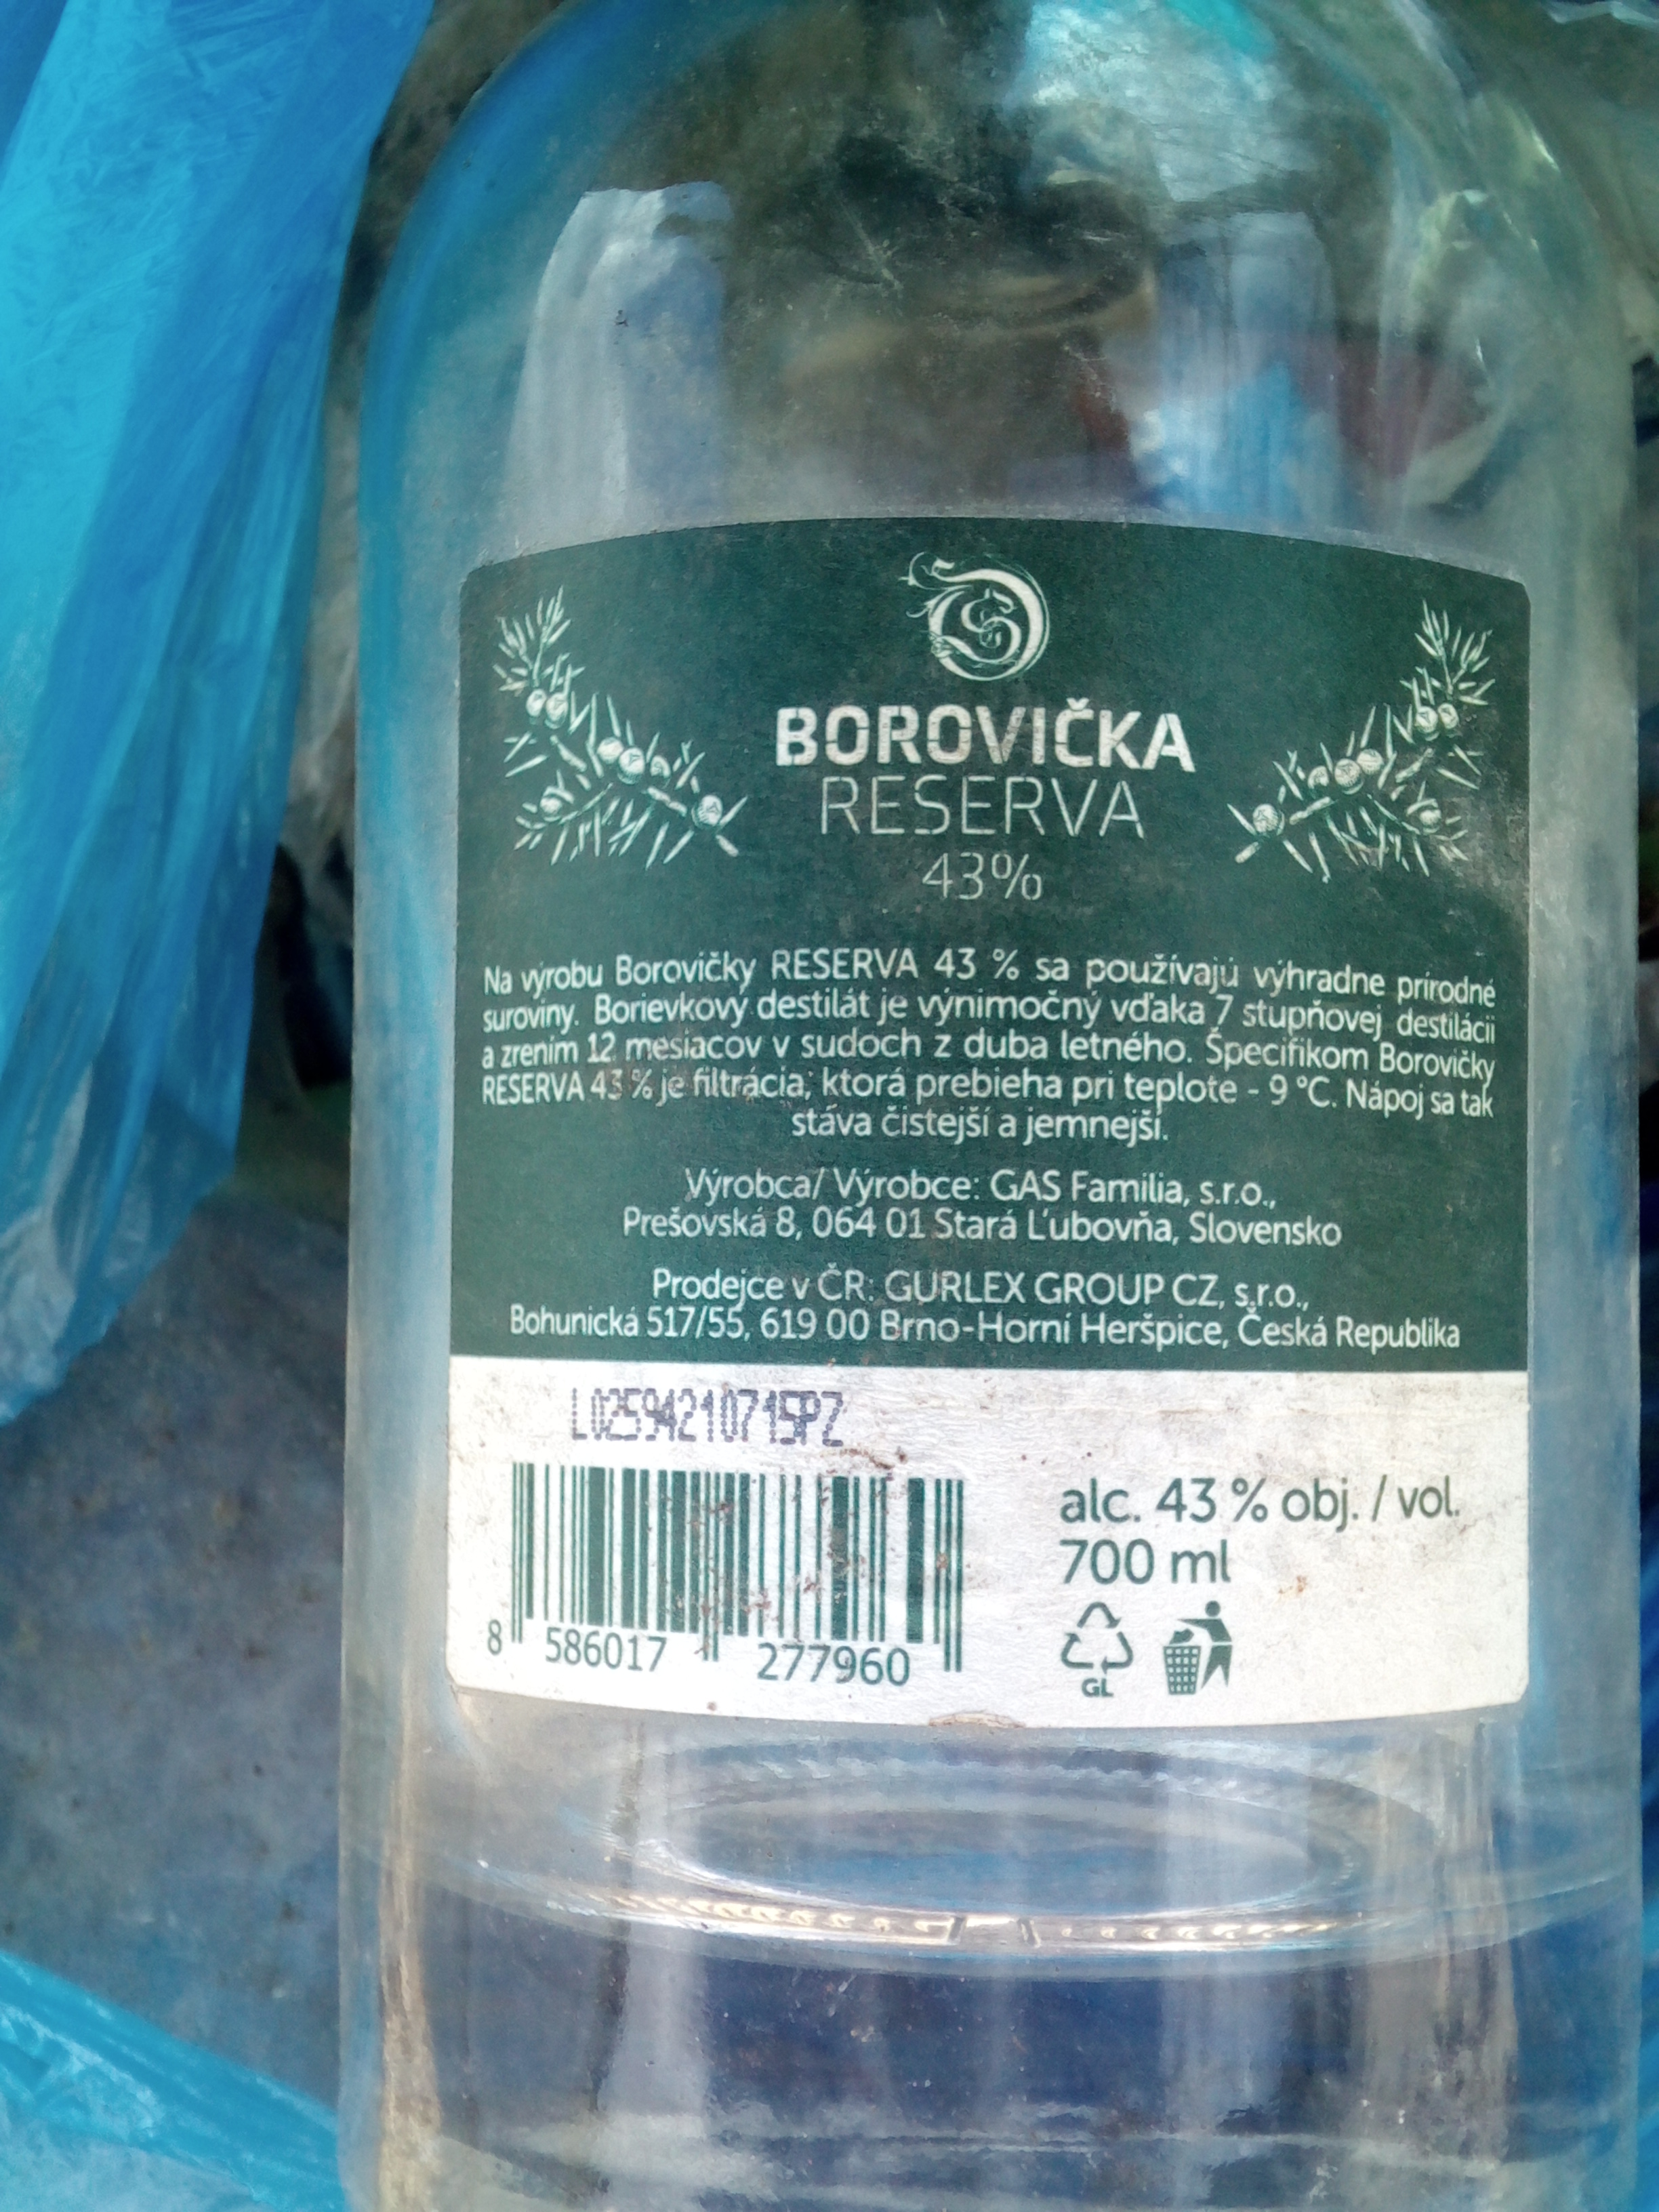 BOROVIČKA
RESERVA
43%
Na výrobu Borovičky RESERVA 43 % sa používajú výhradne prírodné
suroviny. Borievkový destilát je výnimočný vďaka 7 stupňovej destilácii
a zrením 12 mesiacov v sudoch z duba letného. Špecifikom Borovičky
RESERVA 43 % je filtrácia, ktorá prebieha pri teplote - 9 °C. Nápoj sa tak
stáva čistejší a jemnejší.
Výrobca/ Výrobce: GAS Familia, s.r.o.,
Prešovská 8, 064 01 Stará Ľubovňa, Slovensko
Prodejce v ČR: GURLEX GROUP CZ, s.r.o.,
Bohunická 517/55, 619 00 Brno-Horní Heršpice, Česká Republika
L02594210715PZ
alc. 43 % obj. / vol.
700 ml
GL
8 586017 277960